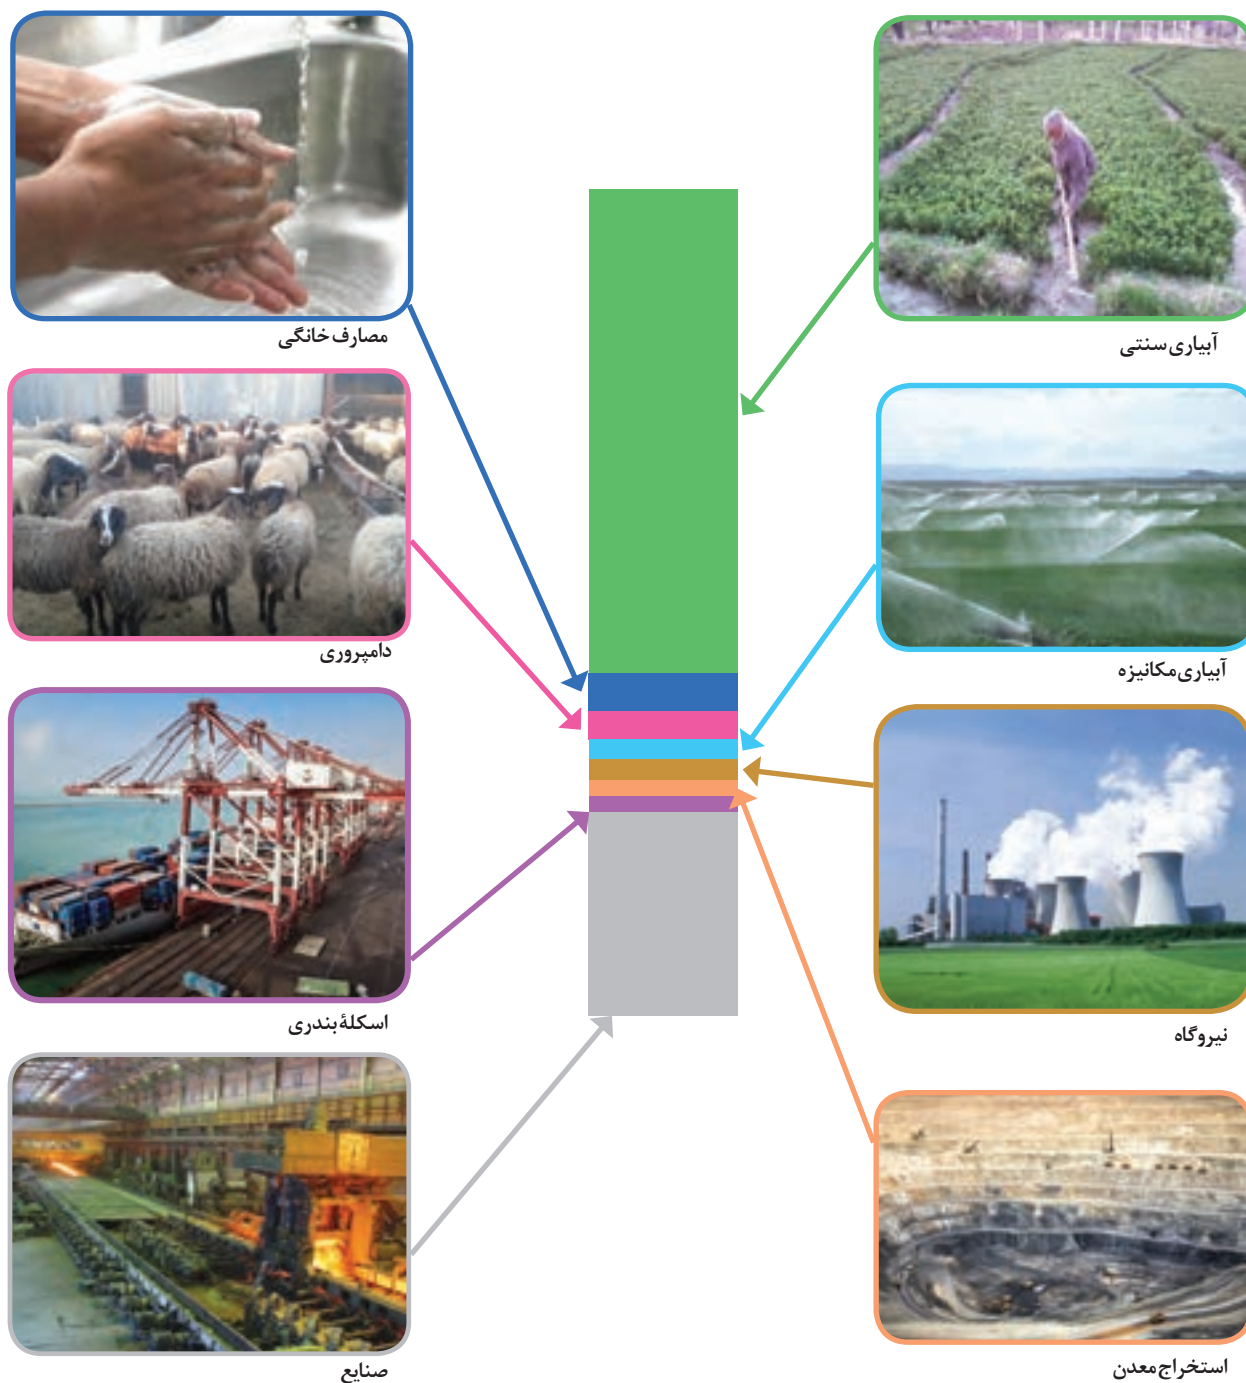 آبیاری سنتی
مصارف خانگی
آبیاری مکانیزه
دامپروری
نیروگاه
اسکلهٔ بندری
استخراج معدن
صنایع